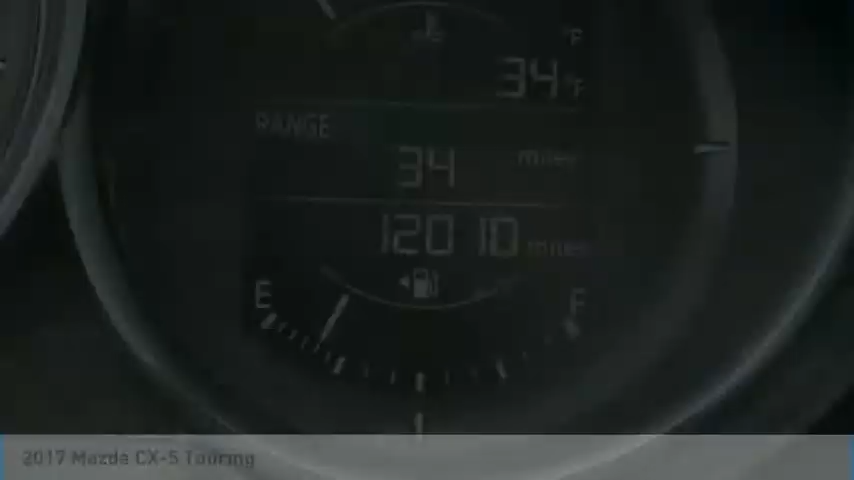 °F
34°F
RANGE
34 miles
12010 miles
E F
2017 Mazda CX-5 Touring